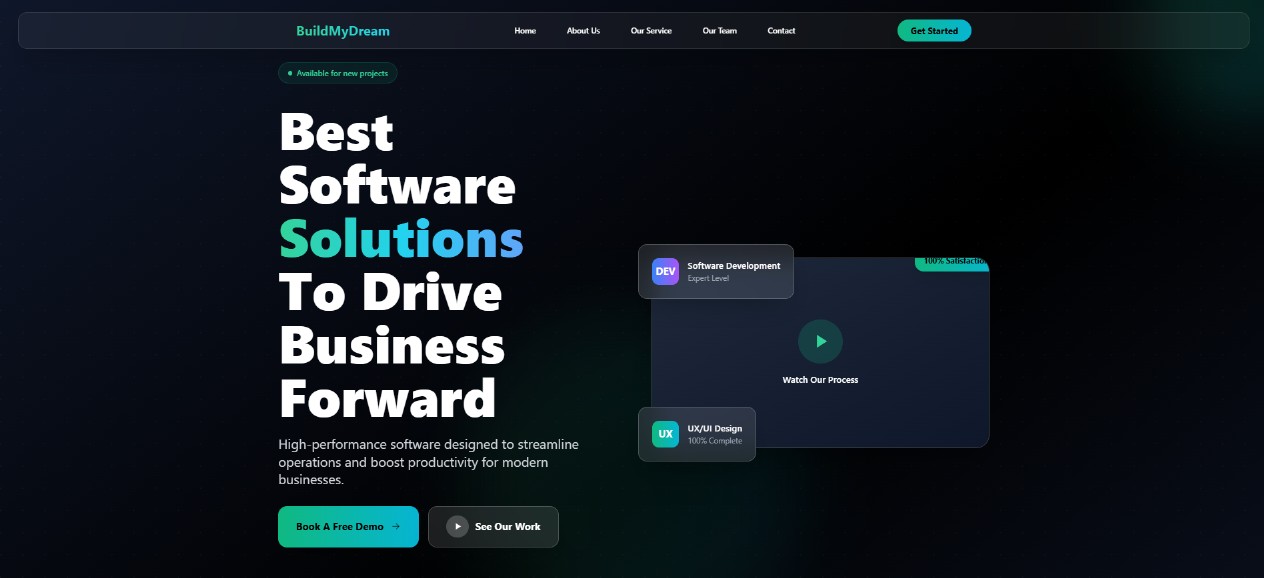 BuildMyDream
Home
About Us
Our Service
Our Team
Contact
Get Started
Available for new projects
Best
Software
Solutions
To Drive
Business
Forward
High-performance software designed to streamline
operations and boost productivity for modern
businesses.
Book A Free Demo →
See Our Work
DEV
Software Development
Expert Level
100% Satisfaction
Watch Our Process
UX
UX/UI Design
100% Complete